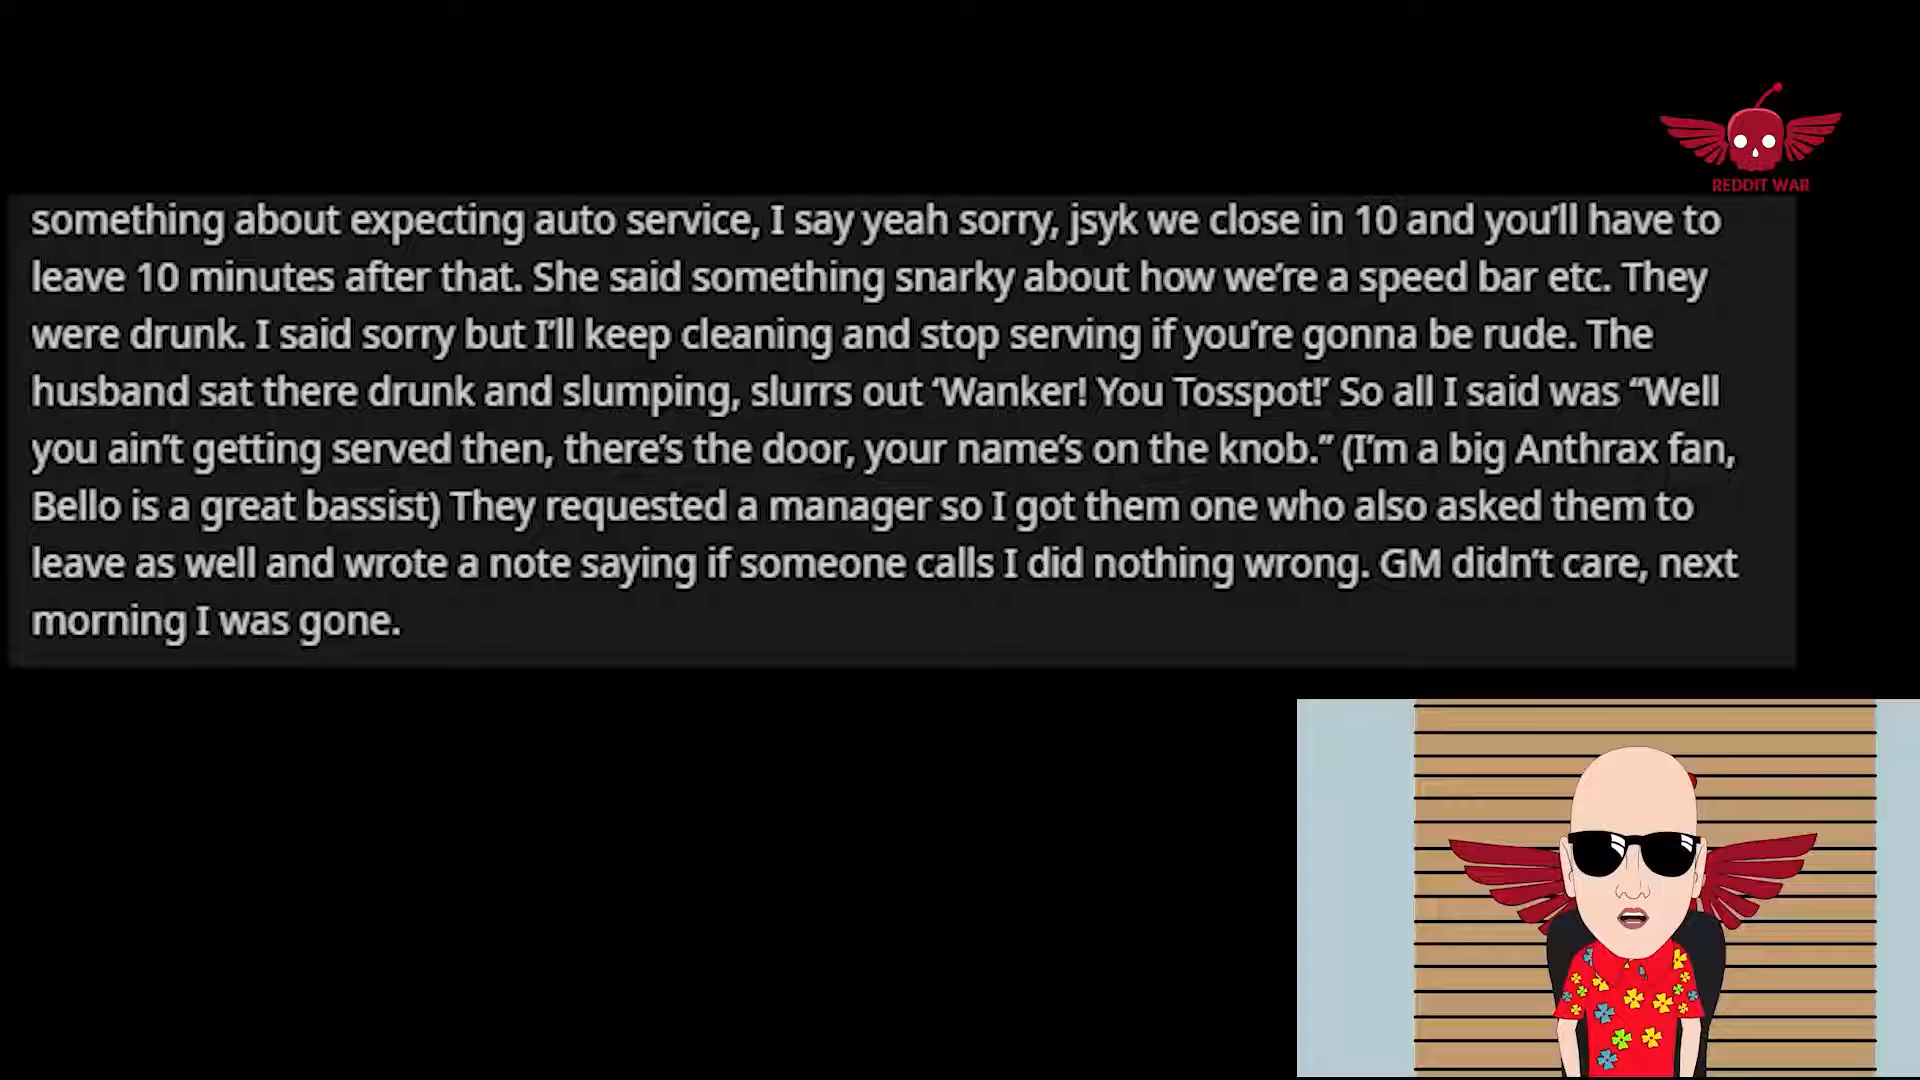 REDDIT WAR
something about expecting auto service, I say yeah sorry, jsyk we close in 10 and you’ll have to
leave 10 minutes after that. She said something snarky about how we’re a speed bar etc. They
were drunk. I said sorry but I’ll keep cleaning and stop serving if you’re gonna be rude. The
husband sat there drunk and slumping, slurrs out ‘Wanker! You Tosspot!’ So all I said was “Well
you ain’t getting served then, there’s the door, your name’s on the knob.” (I’m a big Anthrax fan,
Bello is a great bassist) They requested a manager so I got them one who also asked them to
leave as well and wrote a note saying if someone calls I did nothing wrong. GM didn’t care, next
morning I was gone.